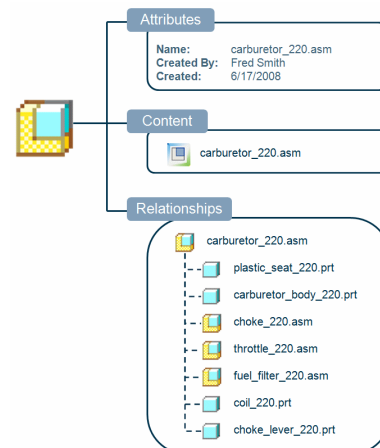 Attributes
Name: carburetor_220.asm
Created By: Fred Smith
Created: 6/17/2008
Content
carburetor_220.asm
Relationships
carburetor_220.asm
plastic_seat_220.prt
carburetor_body_220.prt
choke_220.asm
throttle_220.asm
fuel_filter_220.asm
coil_220.prt
choke_lever_220.prt